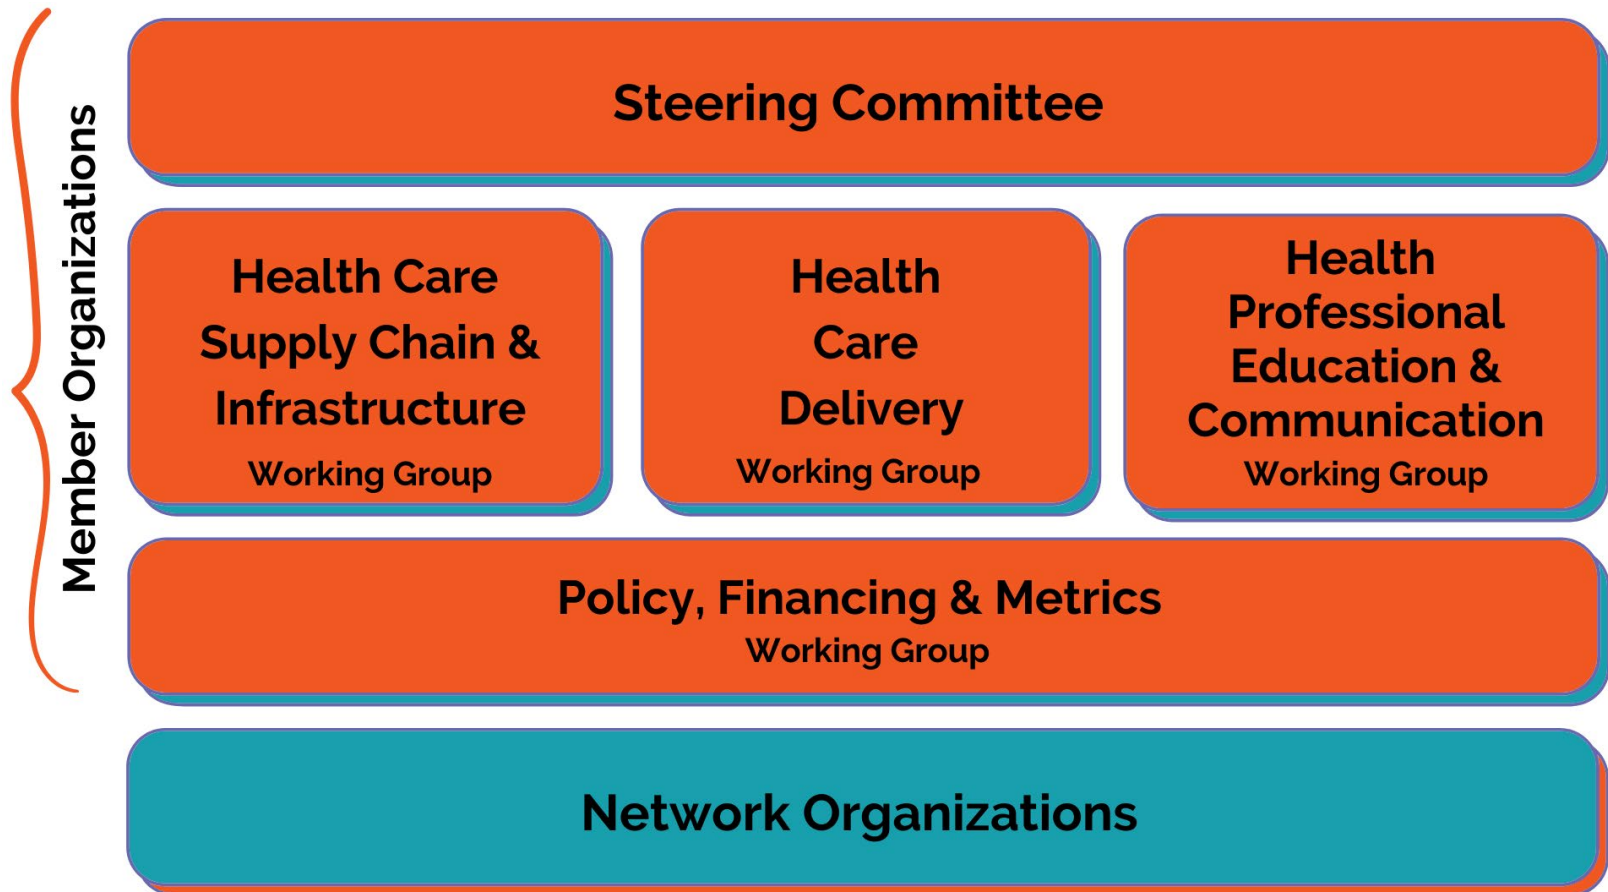 Member Organizations
Steering Committee
Health Care
Supply Chain &
Infrastructure
Working Group
Health
Care
Delivery
Working Group
Health
Professional
Education &
Communication
Working Group
Policy, Financing & Metrics
Working Group
Network Organizations